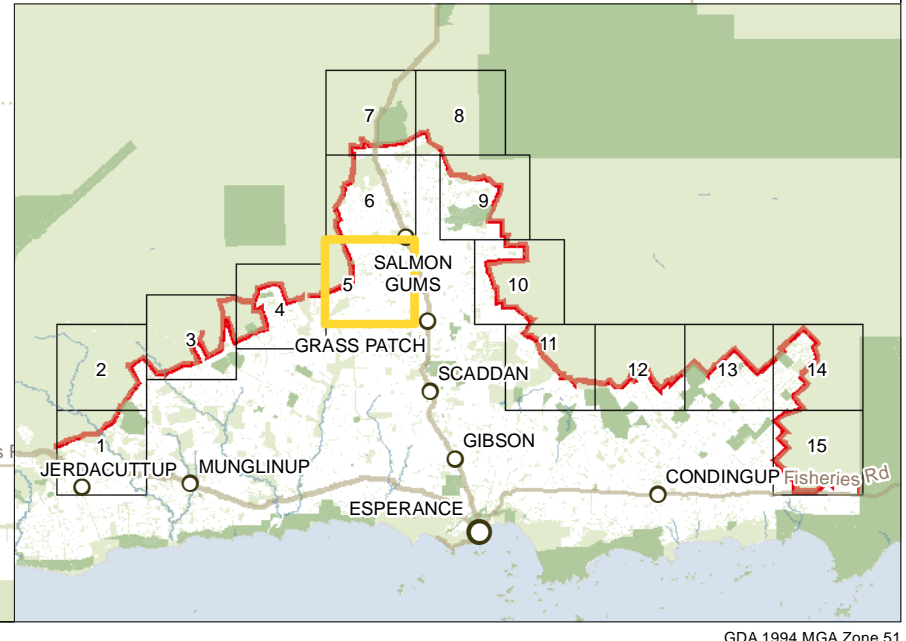 7
8
6
9
SALMON
GUMS
5
10
4
3
GRASS PATCH
11
2
12
13
14
SCADDAN
1
GIBSON
15
JERDACUTTUP
MUNGLINUP
CONDINGUP
Fisheries Rd
ESPERANCE
GDA 1994 MGA Zone 51